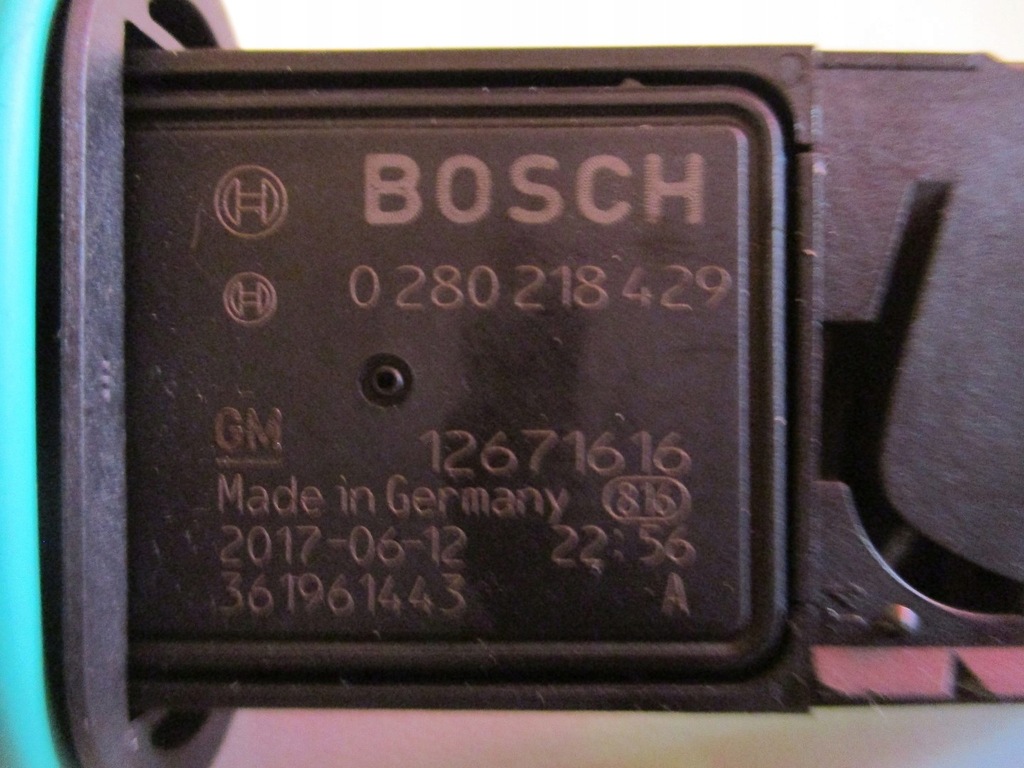 BOSCH
0 280 218 429
GM
12671616
Made in Germany 816
2017-06-12 22:56
361961443 A